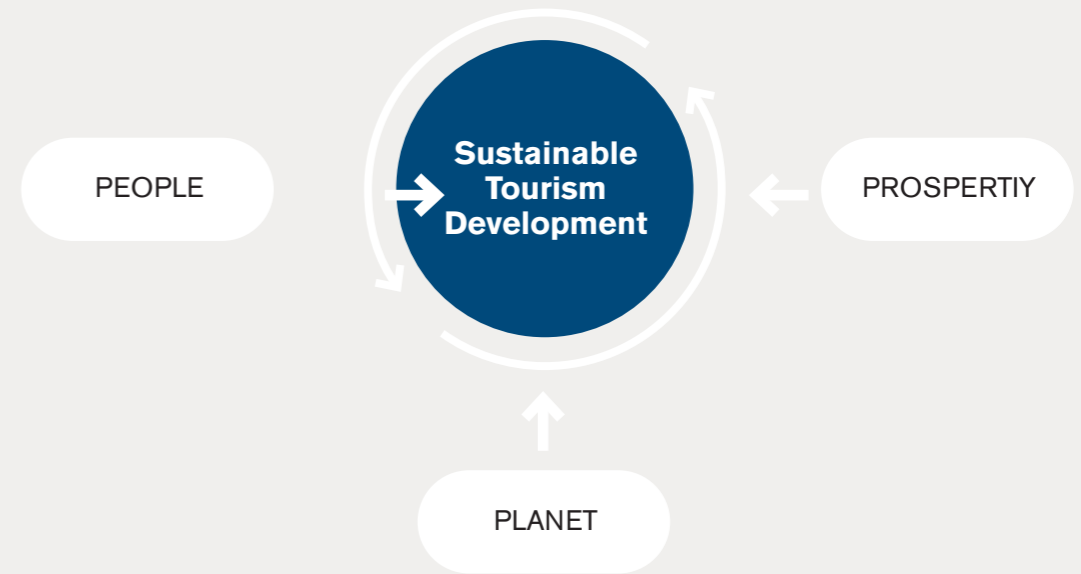 Sustainable
Tourism
Development
PEOPLE
PROSPERTIY
PLANET